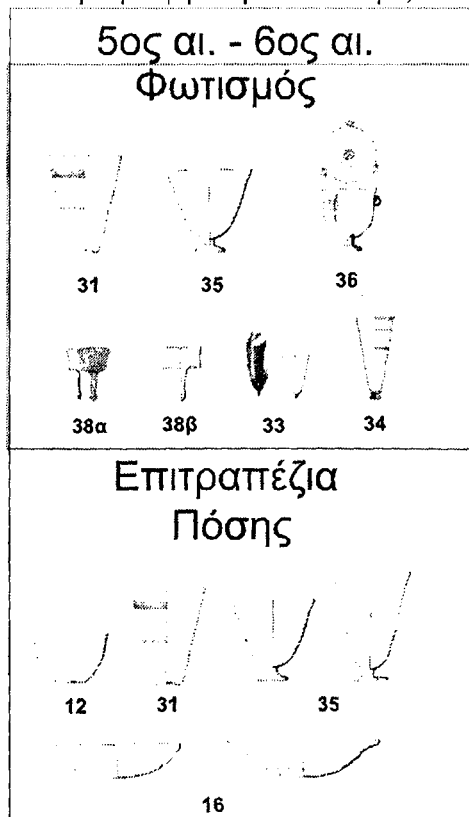 5ος αι. - 6ος αι.
Φωτισμός
31 35 36
38α 38β 33 34
Επιτραπέζια
Πόσης
12 31 35
16